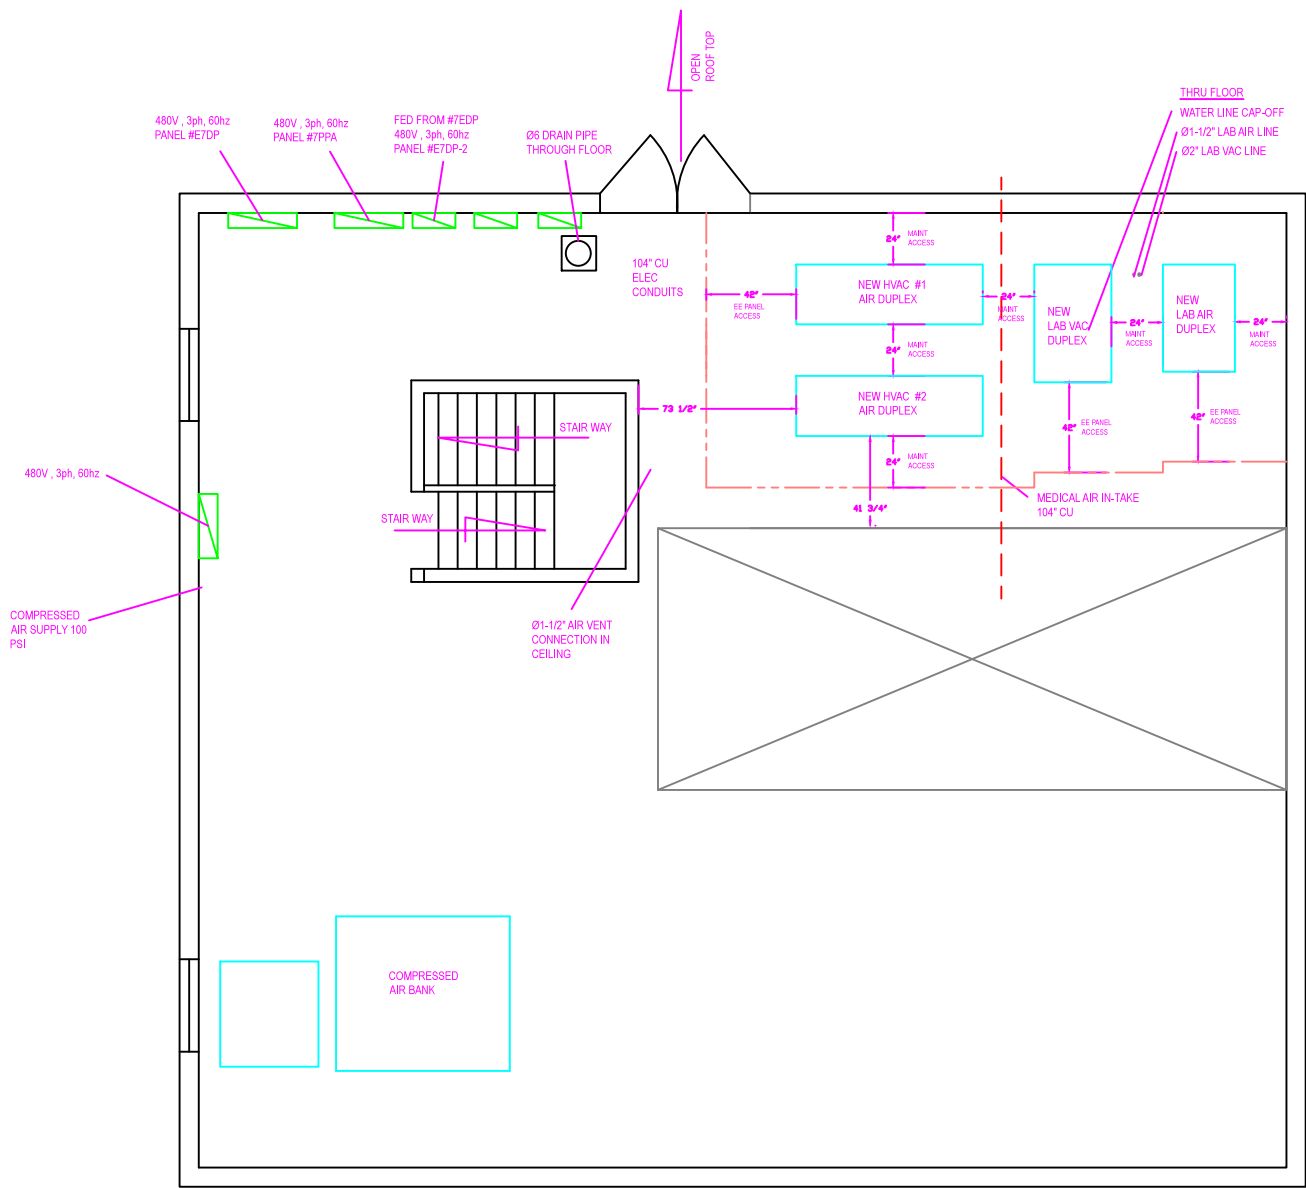 OPEN
ROOF TOP
THRU FLOOR
WATER LINE CAP-OFF
Ø1-1/2" LAB AIR LINE
Ø2" LAB VAC LINE
480V , 3ph, 60hz
PANEL #E7DP
480V , 3ph, 60hz
PANEL #7PPA
FED FROM #7EDP
480V , 3ph, 60hz
PANEL #E7DP-2
Ø6 DRAIN PIPE
THROUGH FLOOR
104" CU
ELEC
CONDUITS
24"
MAINT
ACCESS
42"
EE PANEL
ACCESS
NEW HVAC #1
AIR DUPLEX
24"
MAINT
ACCESS
NEW
LAB VAC
DUPLEX
24"
MAINT
ACCESS
NEW
LAB AIR
DUPLEX
24"
MAINT
ACCESS
24"
MAINT
ACCESS
73 1/2"
NEW HVAC #2
AIR DUPLEX
42"
EE PANEL
ACCESS
42"
EE PANEL
ACCESS
24"
MAINT
ACCESS
41 3/4"
MEDICAL AIR IN-TAKE
104" CU
STAIR WAY
STAIR WAY
480V , 3ph, 60hz
COMPRESSED
AIR SUPPLY 100
PSI
Ø1-1/2" AIR VENT
CONNECTION IN
CEILING
COMPRESSED
AIR BANK